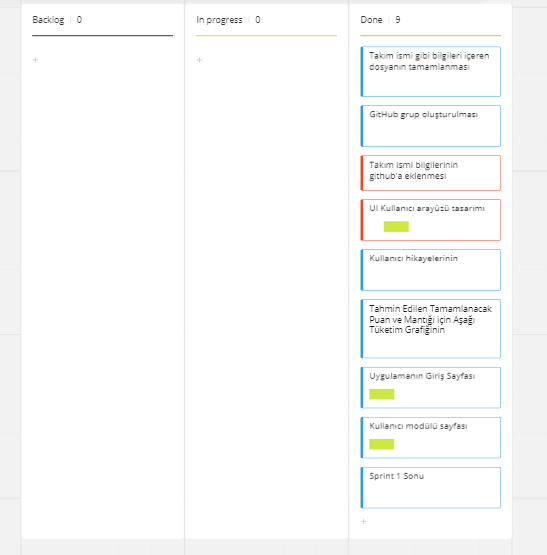 Backlog | 0
In progress | 0
Done | 9
+
+
Takım ismi gibi bilgileri içeren
dosyanın tamamlanması
GitHub grup oluşturulması
Takım ismi bilgilerinin
github'a eklenmesi
UI Kullanıcı arayüzü tasarımı
Kullanıcı hikayelerinin
Tahmin Edilen Tamamlanacak
Puan ve Mantığı için Aşağı
Tüketim Grafiğinin
Uygulamanın Giriş Sayfası
Kullanıcı modülü sayfası
Sprint 1 Sonu
+